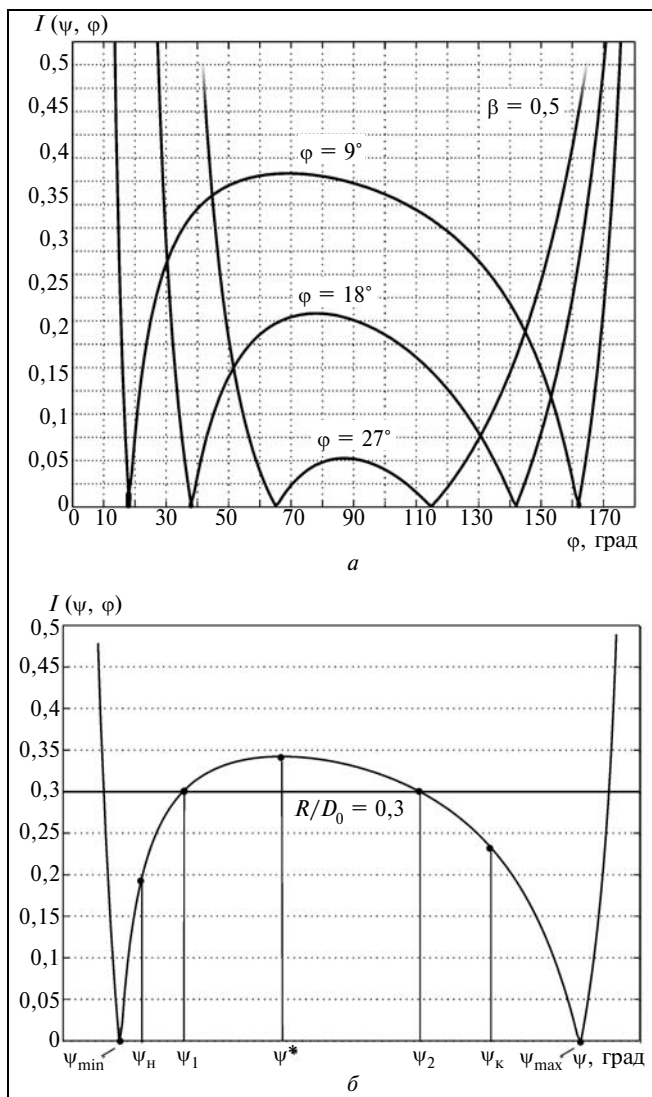 I (ψ, φ)
0,5
0,45
β = 0,5
0,4
φ = 9°
0,35
0,3
0,25
φ = 18°
0,2
0,15
0,1
φ = 27°
0,05
0
0 10 30 50 70 90 110 130 150 170
φ, град
а
I (ψ, φ)
0,5
0,45
0,4
0,35
0,3
R/D₀ = 0,3
0,25
0,2
0,15
0,1
0,05
0
ψmin ψн ψ1 ψ* ψ2 ψк ψmax ψ, град
б